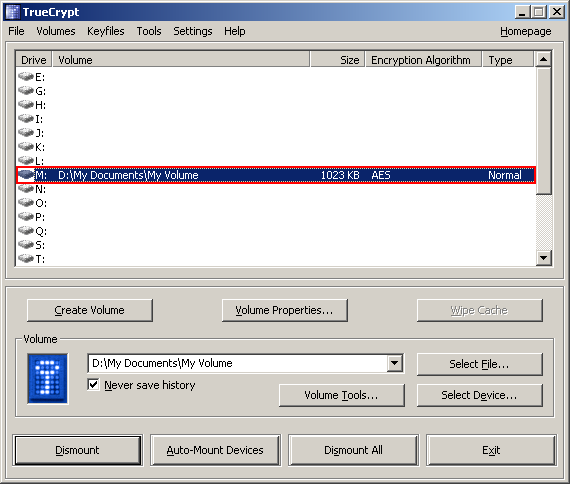 TrueCrypt
File Volumes Keyfiles Tools Settings Help Homepage
Drive Volume Size Encryption Algorithm Type
E:
G:
H:
I:
J:
K:
L:
M: D:\My Documents\My Volume 1023 KB AES Normal
N:
O:
P:
Q:
S:
T:
Create Volume Volume Properties... Wipe Cache
Volume
D:\My Documents\My Volume Select File...
Never save history
Volume Tools... Select Device...
Dismount Auto-Mount Devices Dismount All Exit